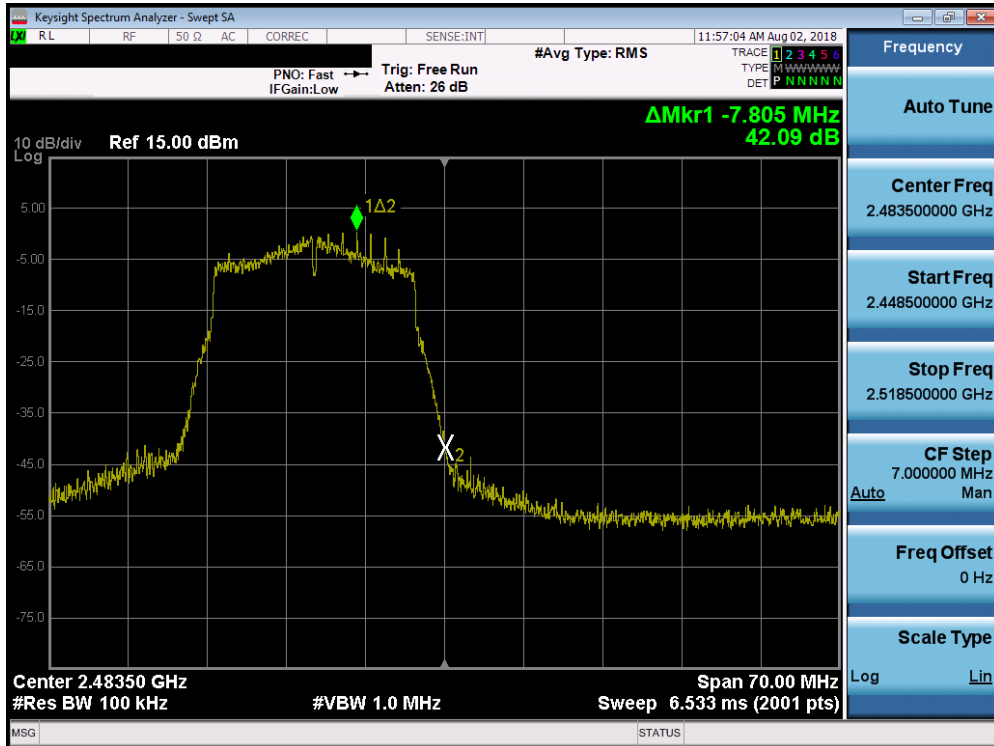 Keysight Spectrum Analyzer - Swept SA
LXI RL RF 50 Ω AC CORREC SENSE:INT 11:57:04 AM Aug 02, 2018
#Avg Type: RMS
TRACE 1 2 3 4 5 6
PNO: Fast Trig: Free Run TYPE M WWWWW
IFGain:Low Atten: 26 dB DET P N N N N N
ΔMkr1 -7.805 MHz
42.09 dB
10 dB/div Ref 15.00 dBm
Log
5.00
-5.00
-15.0
-25.0
-35.0
-45.0
-55.0
-65.0
-75.0
1Δ2
X2
Center 2.48350 GHz Span 70.00 MHz
#Res BW 100 kHz #VBW 1.0 MHz Sweep 6.533 ms (2001 pts)
MSG STATUS
Frequency
Auto Tune
Center Freq
2.483500000 GHz
Start Freq
2.448500000 GHz
Stop Freq
2.518500000 GHz
CF Step
7.000000 MHz
Auto Man
Freq Offset
0 Hz
Scale Type
Log Lin